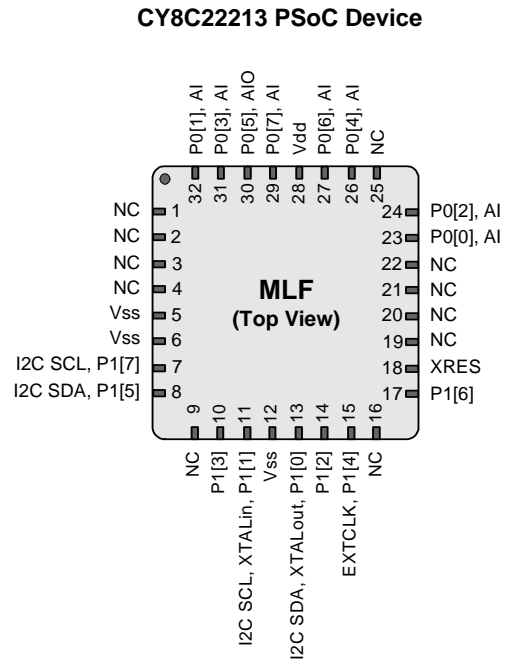 CY8C22213 PSoC Device
P0[1], AI
P0[3], AI
P0[5], AIO
P0[7], AI
Vdd
P0[6], AI
P0[4], AI
NC
32
31
30
29
28
27
26
25
NC 1
NC 2
NC 3
NC 4
Vss 5
Vss 6
I2C SCL, P1[7] 7
I2C SDA, P1[5] 8
MLF
(Top View)
24 P0[2], AI
23 P0[0], AI
22 NC
21 NC
20 NC
19 NC
18 XRES
17 P1[6]
9
10
11
12
13
14
15
16
NC
P1[3]
I2C SCL, XTALin, P1[1]
Vss
I2C SDA, XTALout, P1[0]
P1[2]
EXTCLK, P1[4]
NC